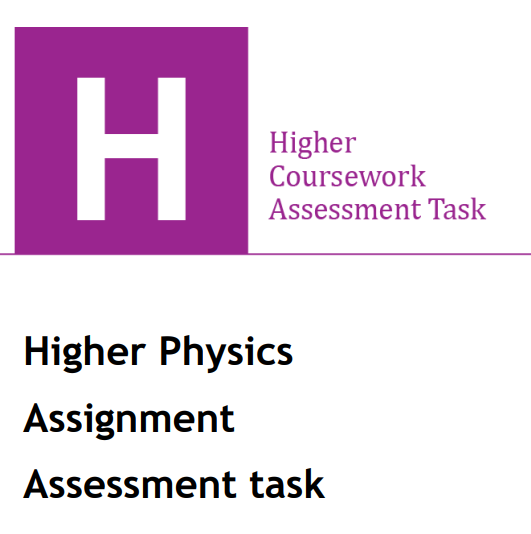 H
Higher
Coursework
Assessment Task
Higher Physics
Assignment
Assessment task